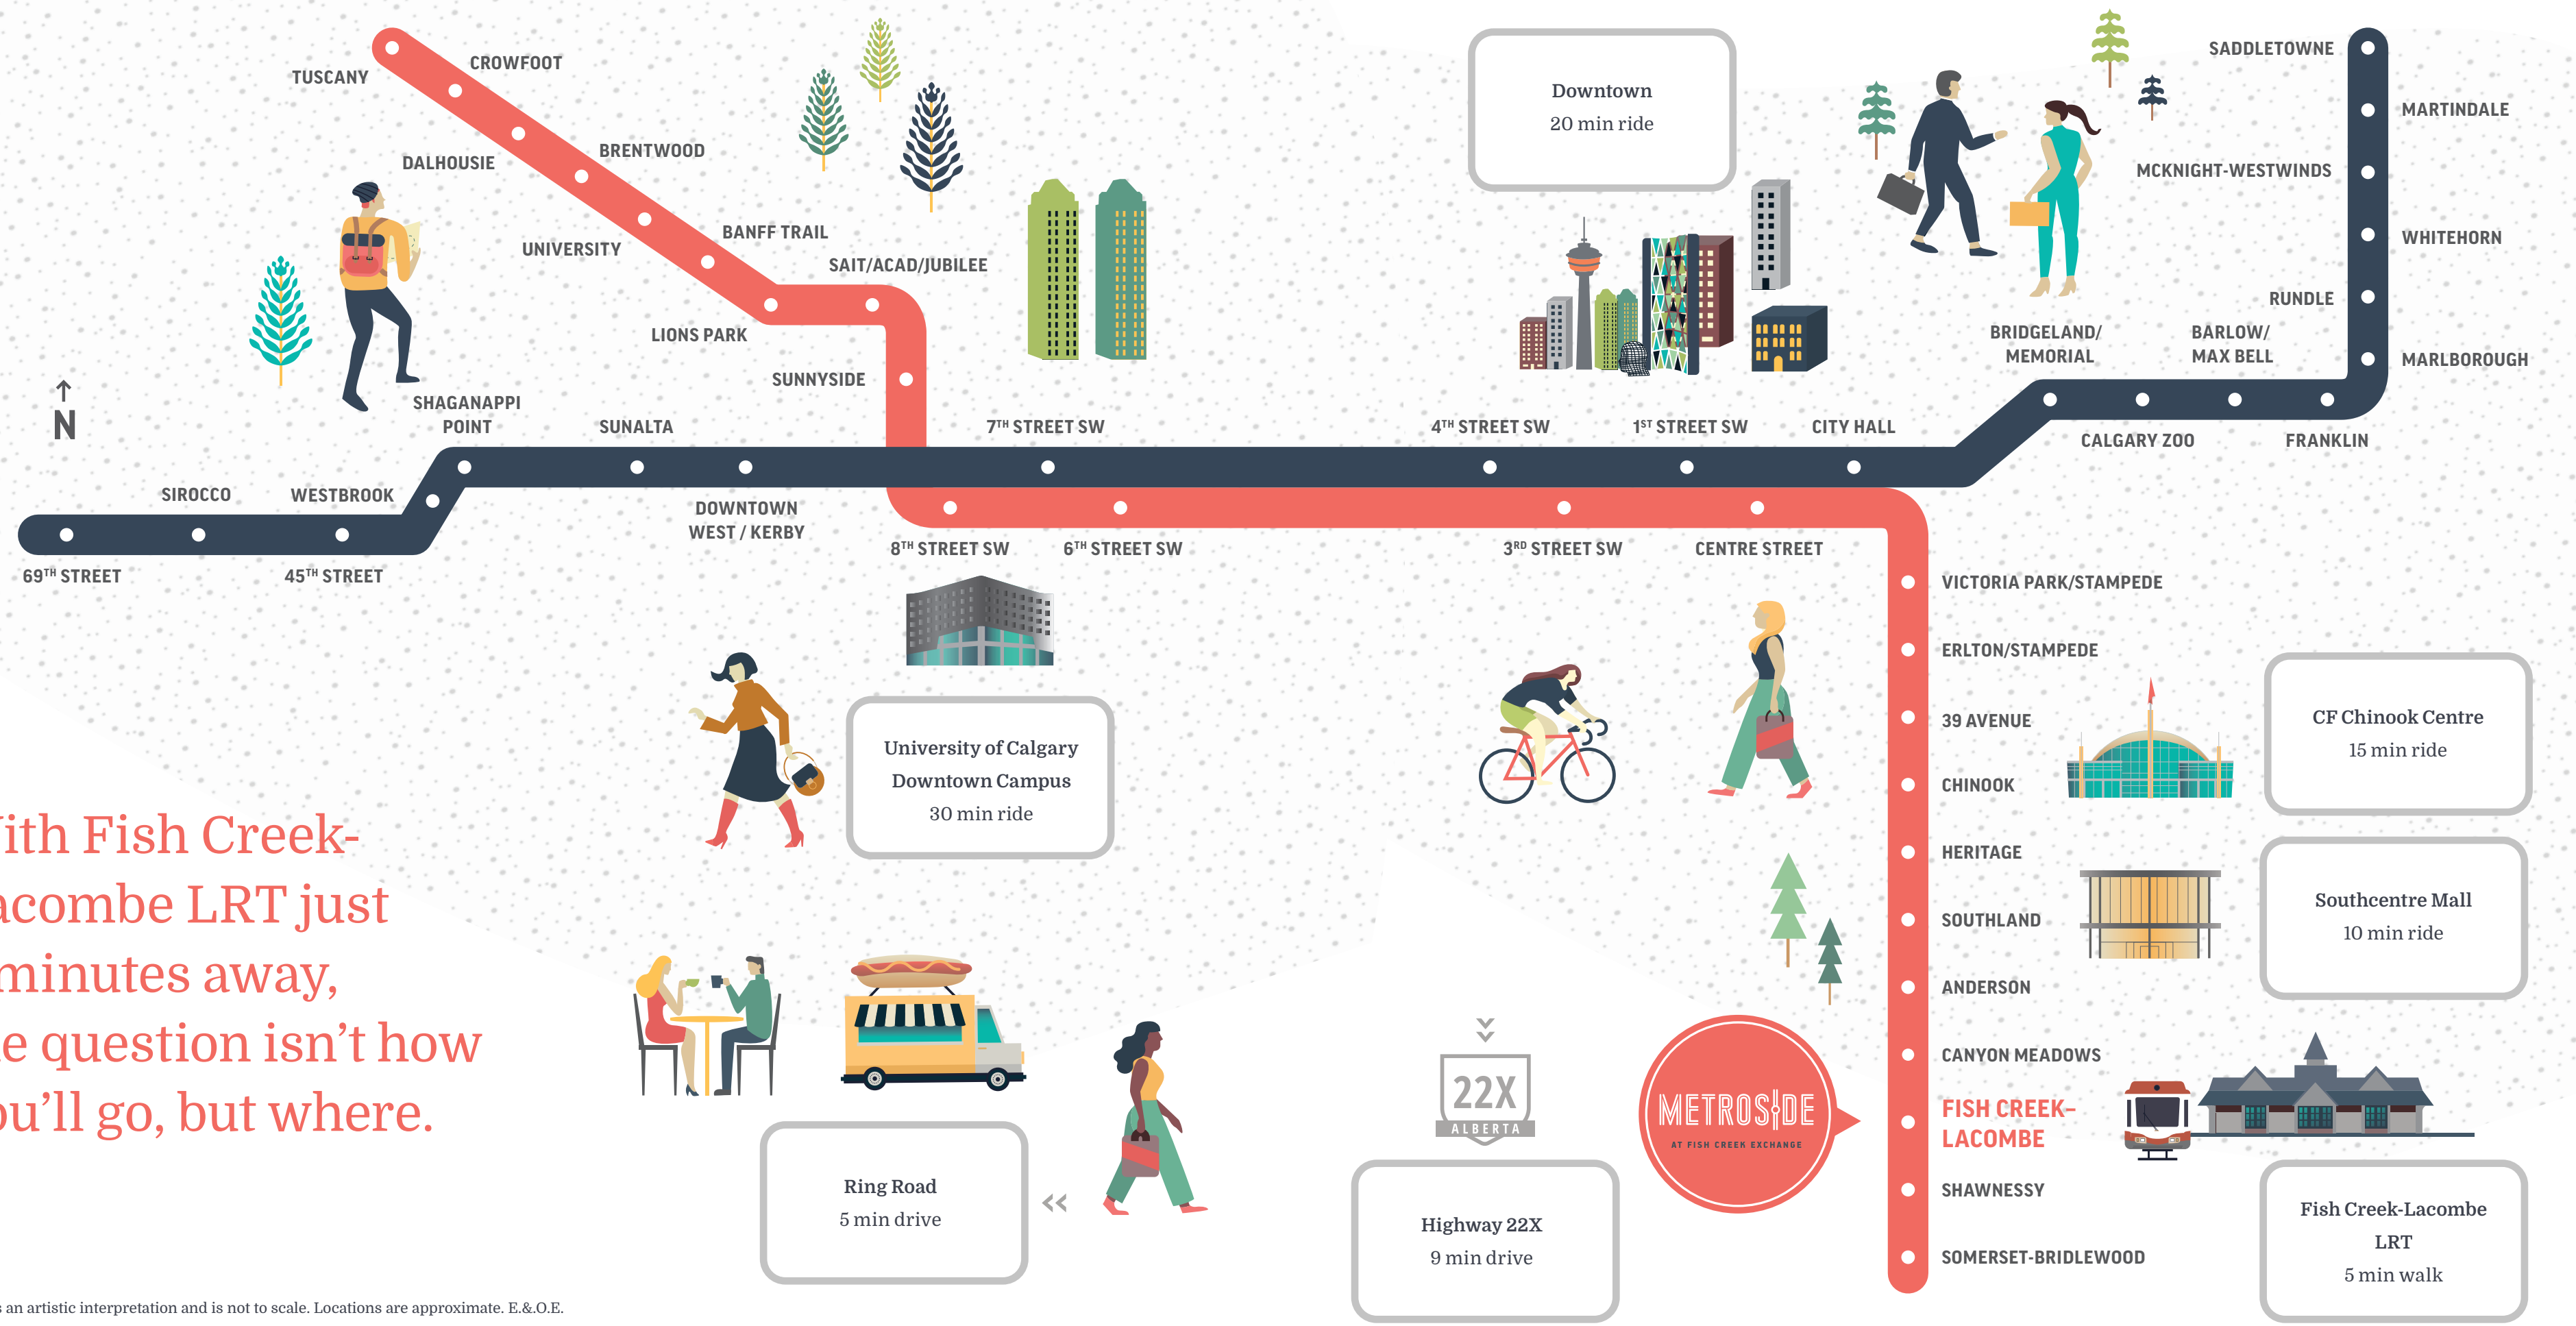 TUSCANY
CROWFOOT
DALHOUSIE
BRENTWOOD
UNIVERSITY
BANFF TRAIL
LIONS PARK
SAIT/ACAD/JUBILEE
SUNNYSIDE
Downtown
20 min ride
SADDLETOWNE
MARTINDALE
MCKNIGHT-WESTWINDS
WHITEHORN
RUNDLE
MARLBOROUGH
BRIDGELAND/
MEMORIAL
BARLOW/
MAX BELL
CALGARY ZOO
FRANKLIN
N
SHAGANAPPI
POINT
SUNALTA
7TH STREET SW
4TH STREET SW
1ST STREET SW
CITY HALL
SIROCCO
WESTBROOK
69TH STREET
45TH STREET
DOWNTOWN
WEST / KERBY
8TH STREET SW
6TH STREET SW
3RD STREET SW
CENTRE STREET
VICTORIA PARK/STAMPEDE
ERLTON/STAMPEDE
39 AVENUE
CHINOOK
HERITAGE
SOUTHLAND
ANDERSON
CANYON MEADOWS
FISH CREEK–
LACOMBE
SHAWNESSY
SOMERSET-BRIDLEWOOD
CF Chinook Centre
15 min ride
Southcentre Mall
10 min ride
Fish Creek-Lacombe
LRT
5 min walk
University of Calgary
Downtown Campus
30 min ride
ith Fish Creek-
acombe LRT just
minutes away,
e question isn’t how
ou’ll go, but where.
Ring Road
5 min drive
22X
ALBERTA
Highway 22X
9 min drive
METROSIDE
AT FISH CREEK EXCHANGE
s an artistic interpretation and is not to scale. Locations are approximate. E.&.O.E.